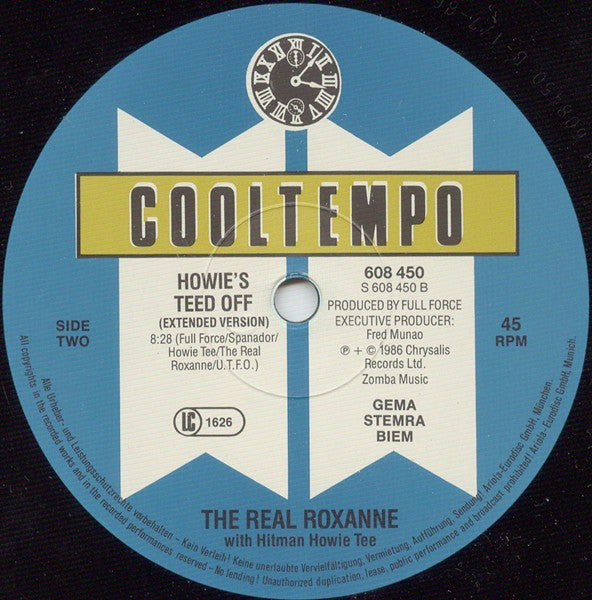 COOLTEMPO
HOWIE'S
TEED OFF
(EXTENDED VERSION)
8:28 (Full Force/Spanador/
Howie Tee/The Real
Roxanne/U.T.F.O.)
SIDE
TWO
LC 1626
608 450
S 608 450 B
PRODUCED BY FULL FORCE
EXECUTIVE PRODUCER:
Fred Munao
℗ + © 1986 Chrysalis
Records Ltd.
Zomba Music
GEMA
STEMRA
BIEM
45
RPM
THE REAL ROXANNE
with Hitman Howie Tee
Alle Urheber- und Leistungsschutzrechte vorbehalten – Kein Verleih! Keine unerlaubte Vervielfältigung, Vermietung, Aufführung, Sendung! Ariola-Eurodisc GmbH, München.
All copyrights in the recorded works and in the recorded performances reserved – No lending! Unauthorized duplication, lease, public performance and broadcast prohibited! Ariola-Eurodisc GmbH, Munich.